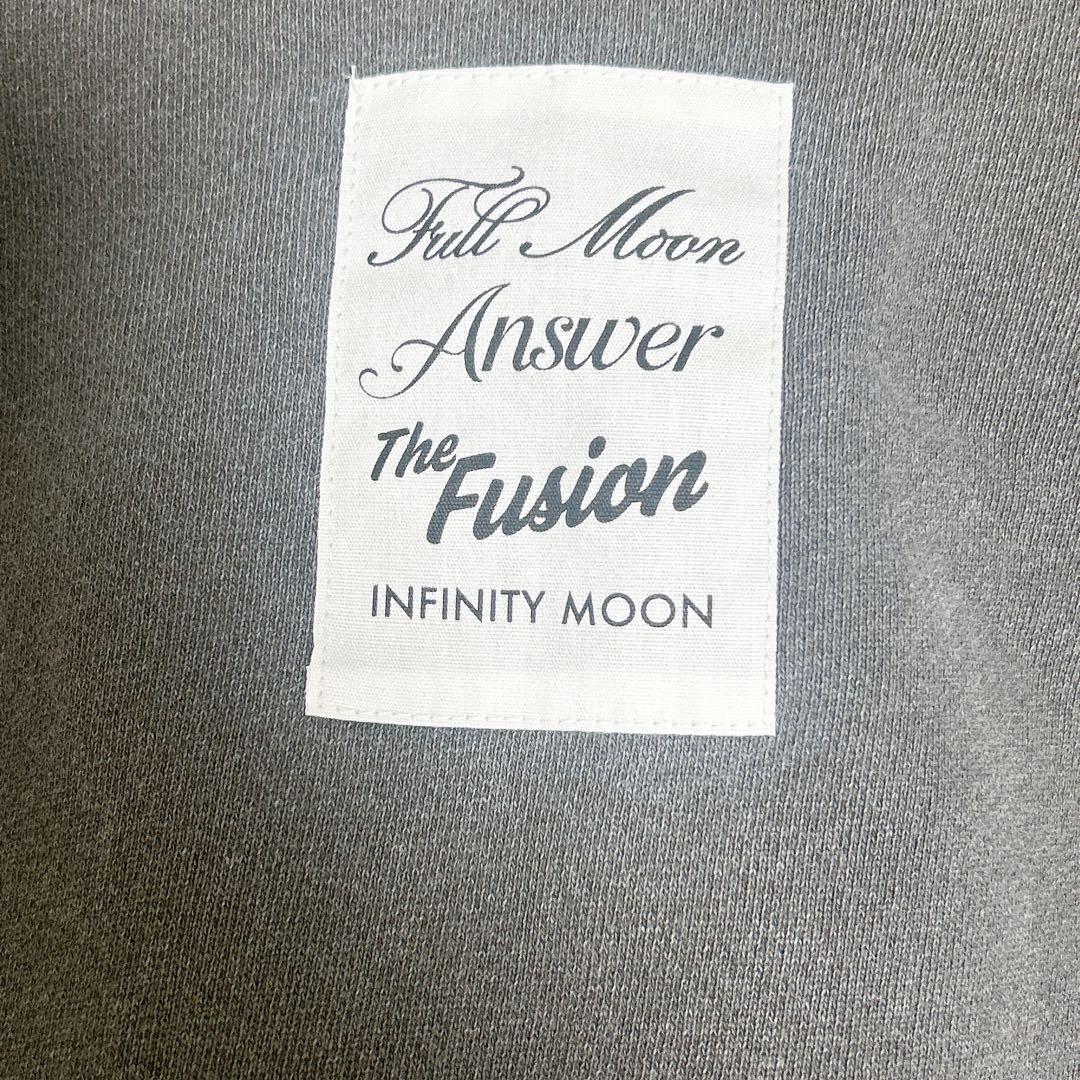 Full Moon
Answer
The
Fusion
INFINITY MOON